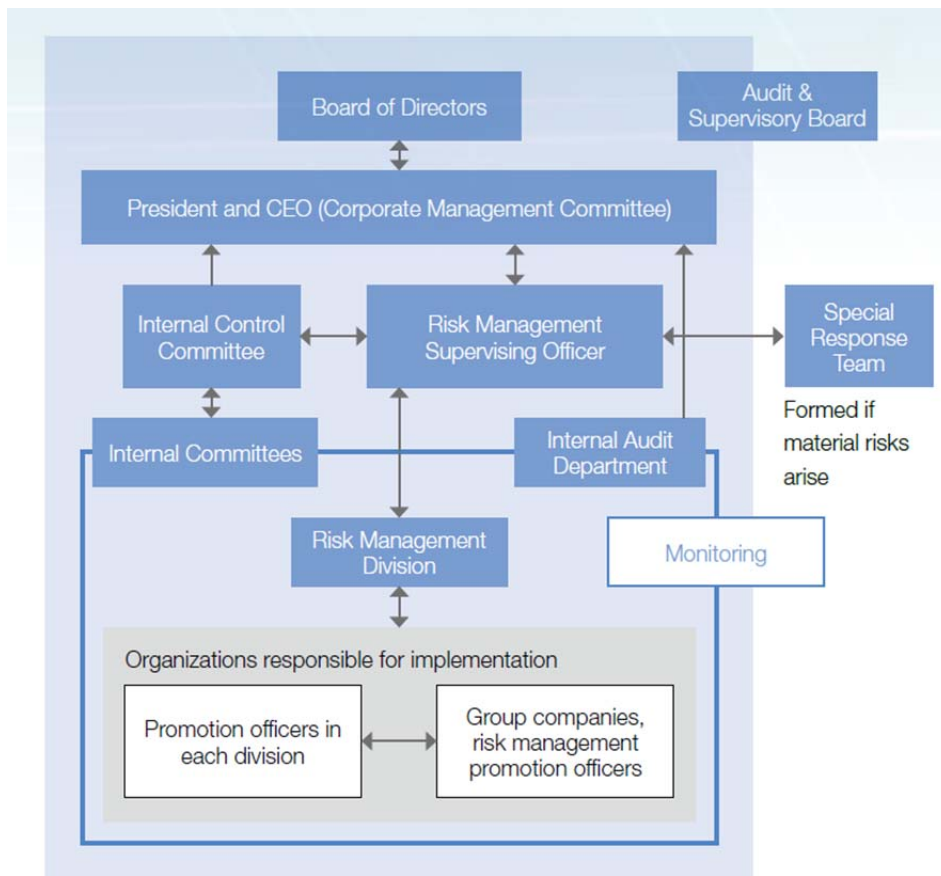 Board of Directors
Audit &
Supervisory Board
President and CEO (Corporate Management Committee)
Internal Control
Committee
Risk Management
Supervising Officer
Special
Response
Team
Formed if
material risks
arise
Internal Committees
Internal Audit
Department
Risk Management
Division
Monitoring
Organizations responsible for implementation
Promotion officers in
each division
Group companies,
risk management
promotion officers